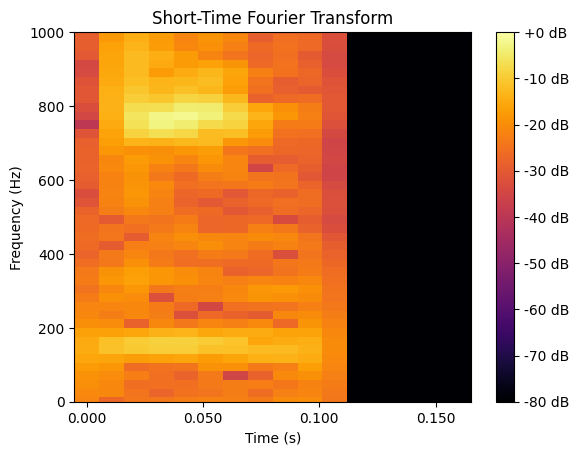 Short-Time Fourier Transform
1000
800
600
400
200
0
Frequency (Hz)
0.000
0.050
0.100
0.150
Time (s)
+0 dB
-10 dB
-20 dB
-30 dB
-40 dB
-50 dB
-60 dB
-70 dB
-80 dB